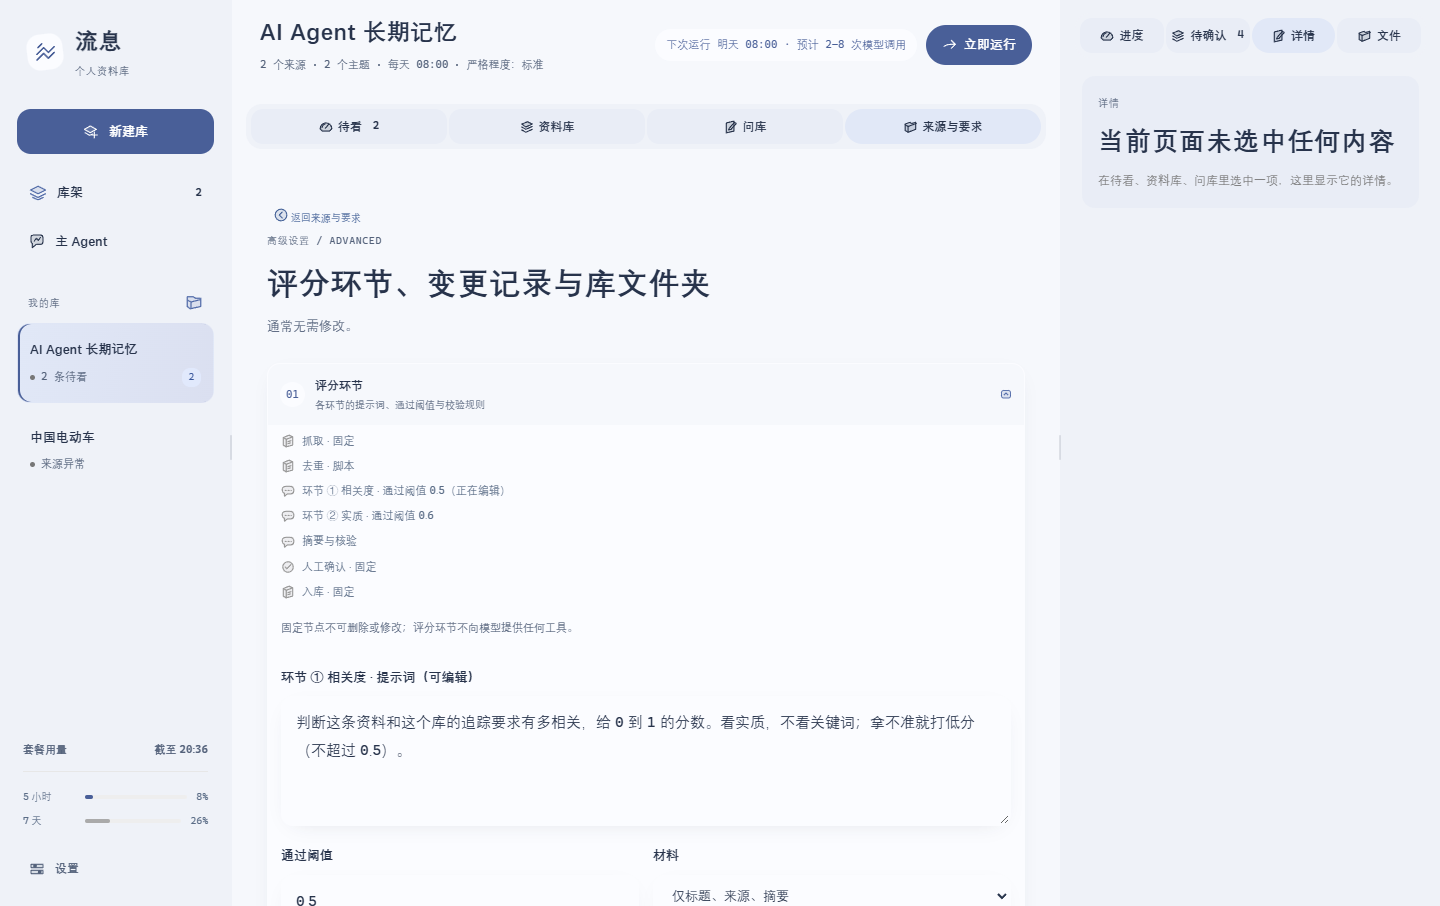 流息
个人资料库
新建库
库架 2
主 Agent
我的库
AI Agent 长期记忆
2 条待看 2
中国电动车
来源异常
套餐用量 截至 20:36
5 小时 8%
7 天 26%
设置
AI Agent 长期记忆
2 个来源 · 2 个主题 · 每天 08:00 · 严格程度: 标准
下次运行 明天 08:00 · 预计 2–8 次模型调用
立即运行
待看 2
资料库
问库
来源与要求
返回来源与要求
高级设置 / ADVANCED
评分环节、变更记录与库文件夹
通常无需修改。
01
评分环节
各环节的提示词、通过阈值与校验规则
抓取 · 固定
去重 · 脚本
环节 ① 相关度 · 通过阈值 0.5（正在编辑）
环节 ② 实质 · 通过阈值 0.6
摘要与核验
人工确认 · 固定
入库 · 固定
固定节点不可删除或修改；评分环节不向模型提供任何工具。
环节 ① 相关度 · 提示词（可编辑）
判断这条资料和这个库的追踪要求有多相关，给 0 到 1 的分数。看实质，不看关键词；拿不准就打低分
（不超过 0.5）。
通过阈值
0.5
材料
仅标题、来源、摘要
进度
待确认 4
详情
文件
详情
当前页面未选中任何内容
在待看、资料库、问库里选中一项，这里显示它的详情。